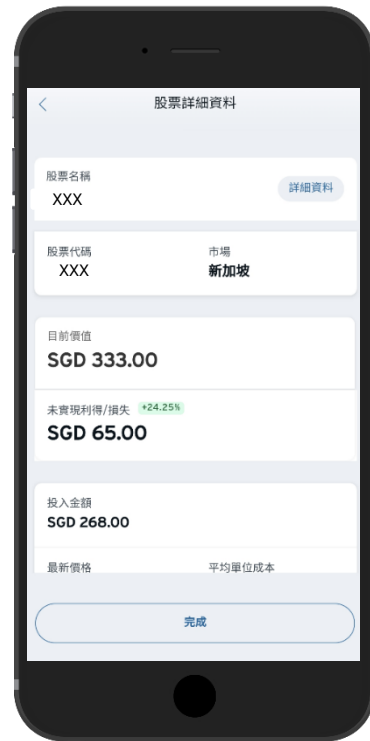 股票詳細資料
股票名稱
XXX
詳細資料
股票代碼 市場
XXX 新加坡
目前價值
SGD 333.00
未實現利得/損失 +24.25%
SGD 65.00
投入金額
SGD 268.00
最新價格 平均單位成本
完成